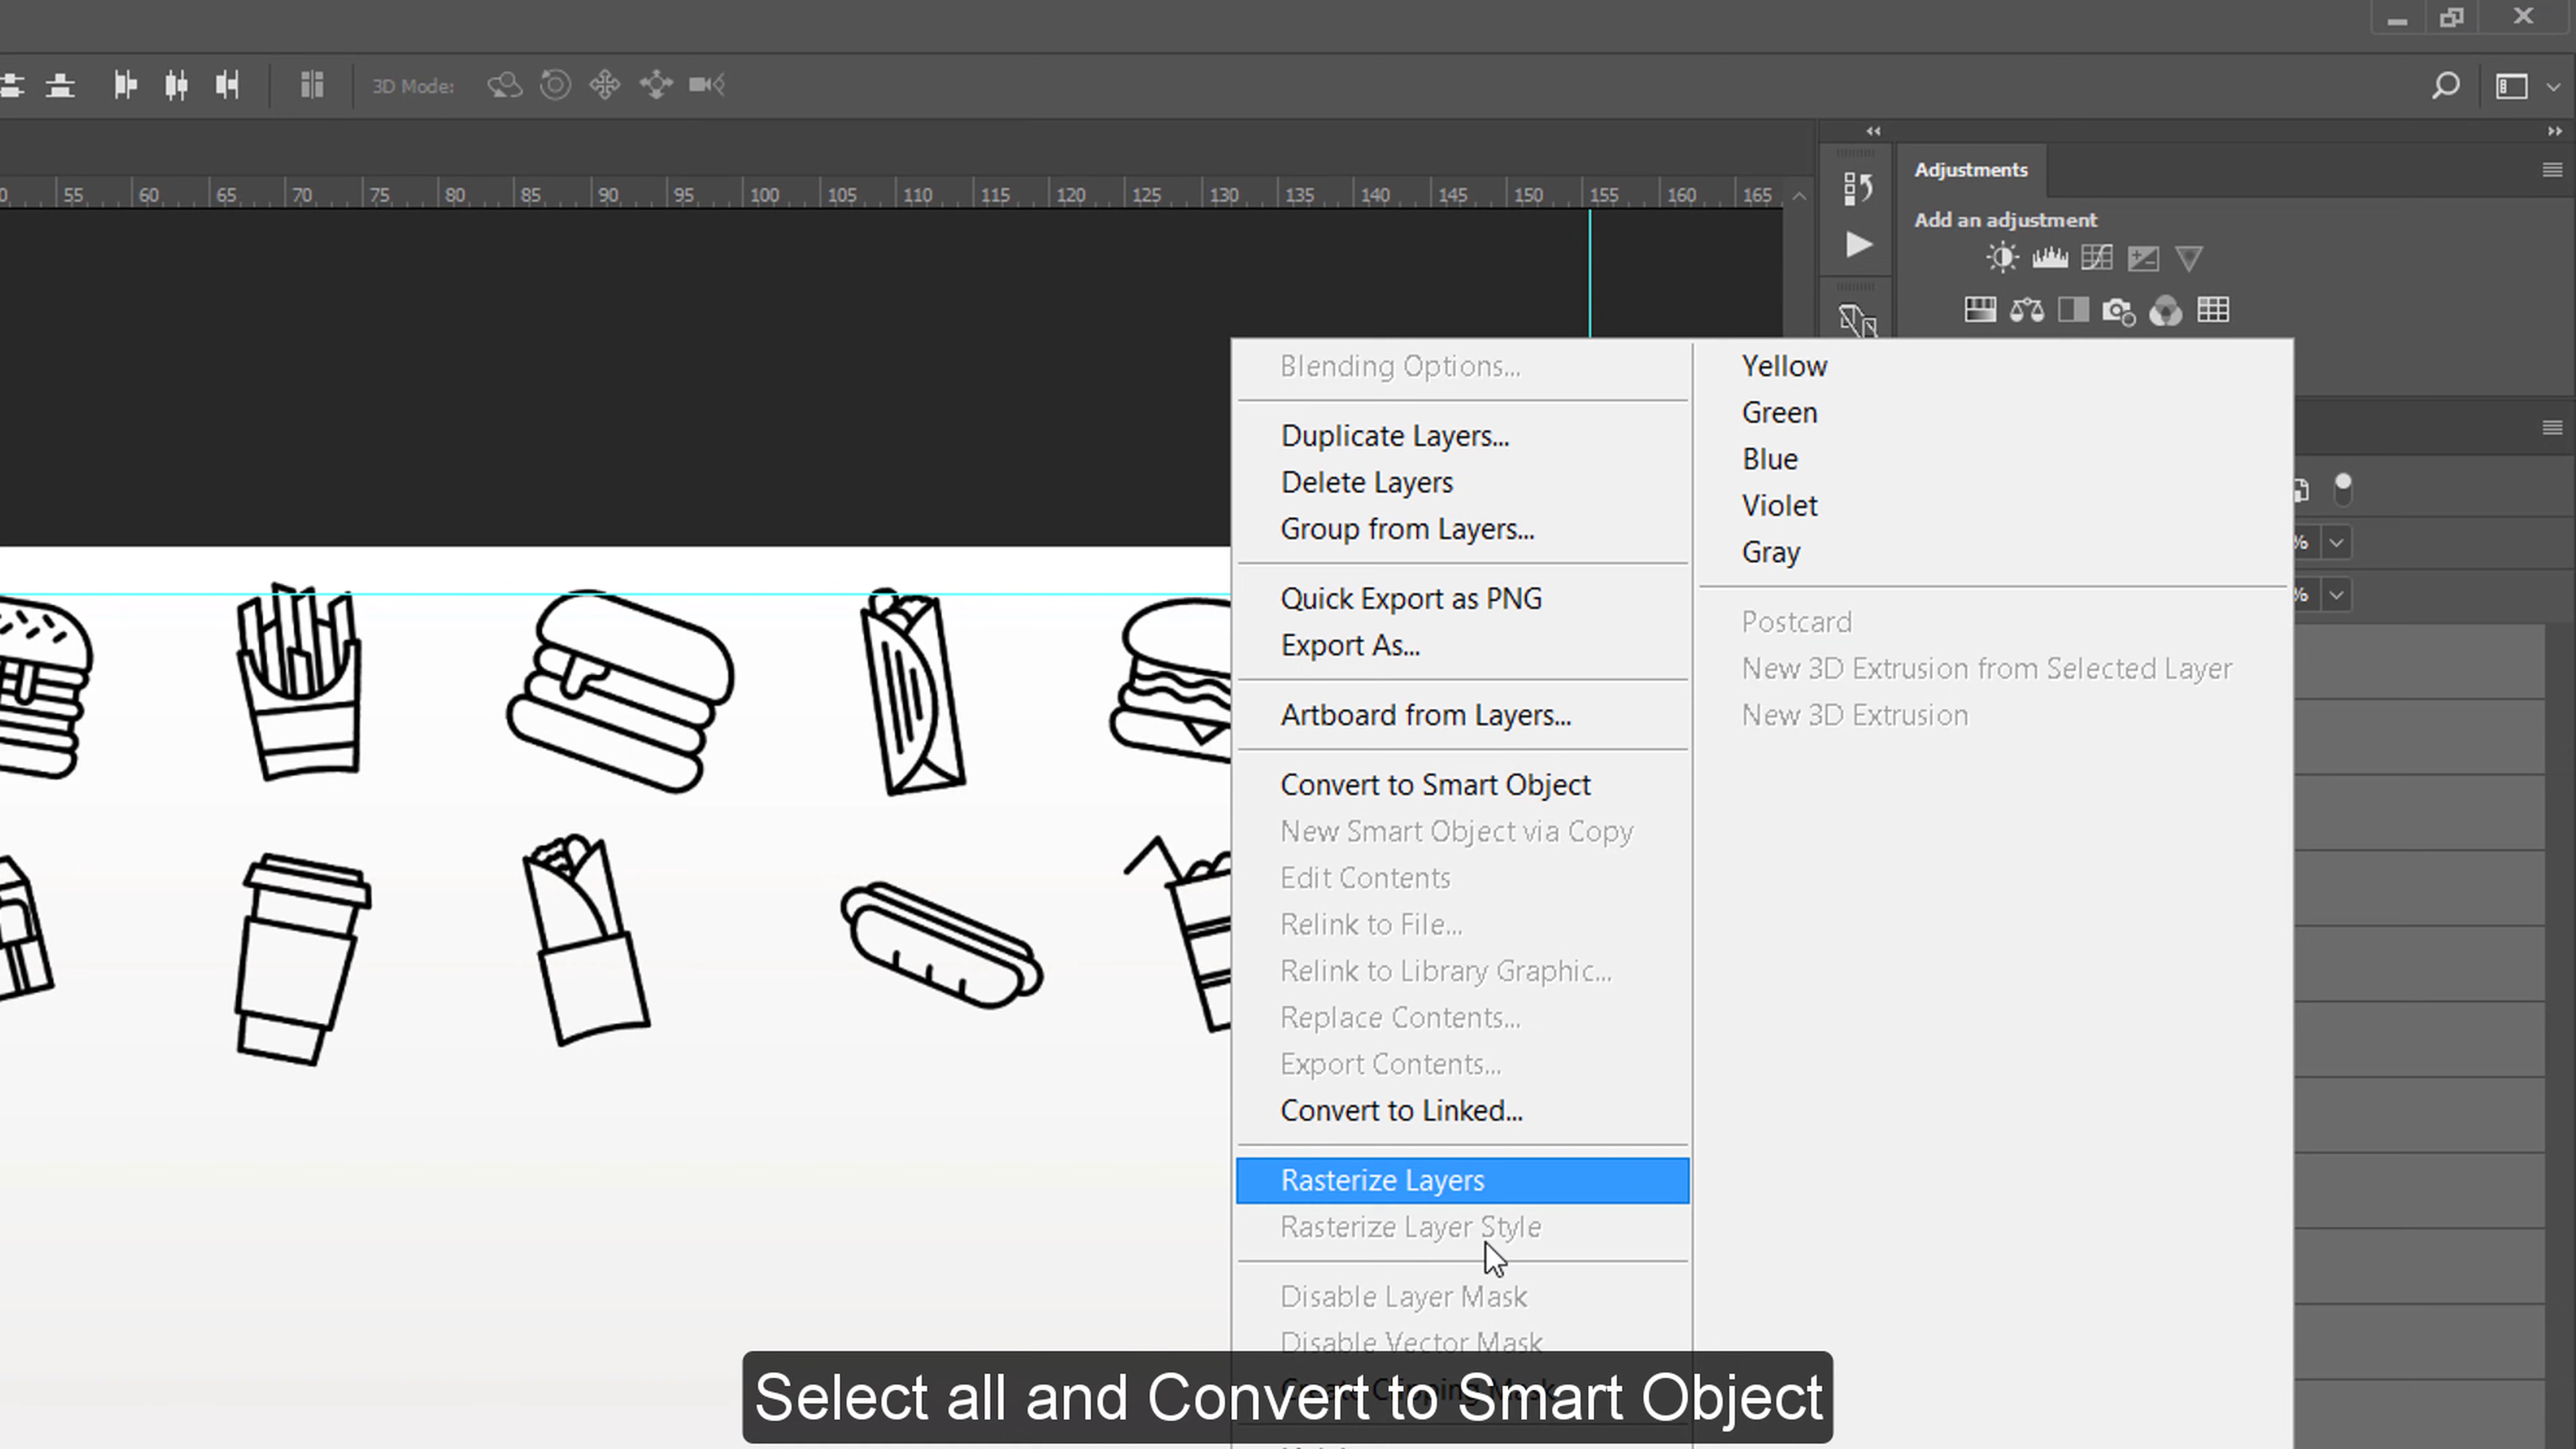 3D Mode:
55 60 65 70 75 80 85 90 95 100 105 110 115 120 125 130 135 140 145 150 155 160 165
Adjustments
Add an adjustment
Blending Options...
Duplicate Layers...
Delete Layers
Group from Layers...
Quick Export as PNG
Export As...
Artboard from Layers...
Convert to Smart Object
New Smart Object via Copy
Edit Contents
Relink to File...
Relink to Library Graphic...
Replace Contents...
Export Contents...
Convert to Linked...
Rasterize Layers
Rasterize Layer Style
Disable Layer Mask
Disable Vector Mask
Create Clipping Mask
Yellow
Green
Blue
Violet
Gray
Postcard
New 3D Extrusion from Selected Layer
New 3D Extrusion
%
%
Select all and Convert to Smart Object